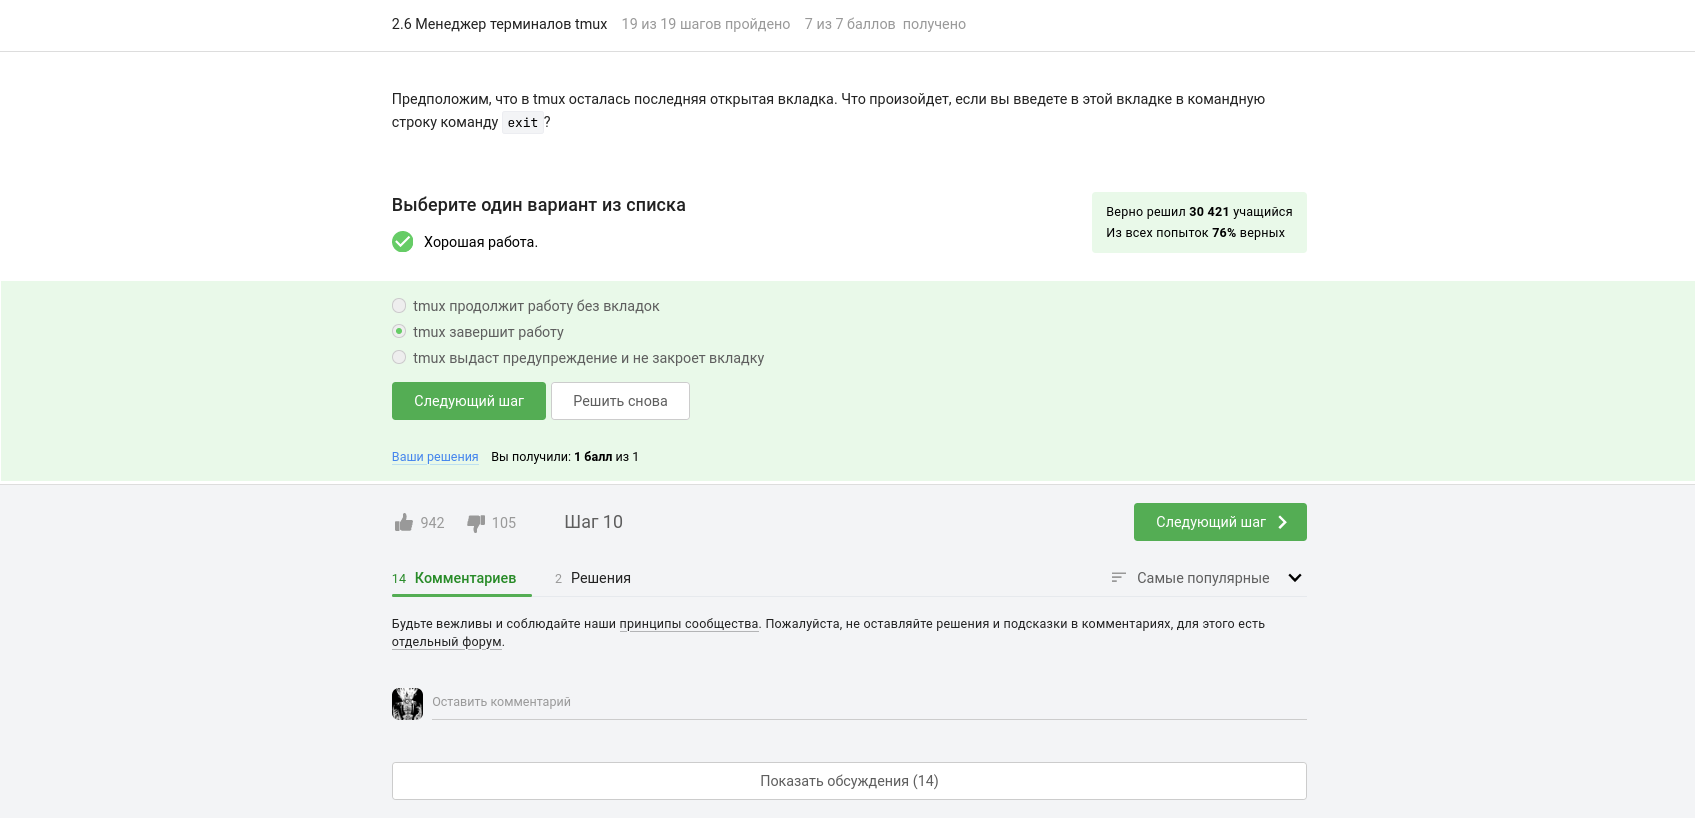 2.6 Менеджер терминалов tmux 19 из 19 шагов пройдено 7 из 7 баллов получено
Предположим, что в tmux осталась последняя открытая вкладка. Что произойдет, если вы введете в этой вкладке в командную
строку команду exit?
Выберите один вариант из списка
Хорошая работа.
Верно решил 30 421 учащийся
Из всех попыток 76% верных
tmux продолжит работу без вкладок
tmux завершит работу
tmux выдаст предупреждение и не закроет вкладку
Следующий шаг Решить снова
Ваши решения Вы получили: 1 балл из 1
942 105 Шаг 10 Следующий шаг
14 Комментариев 2 Решения Самые популярные
Будьте вежливы и соблюдайте наши принципы сообщества. Пожалуйста, не оставляйте решения и подсказки в комментариях, для этого есть
отдельный форум.
Оставить комментарий
Показать обсуждения (14)